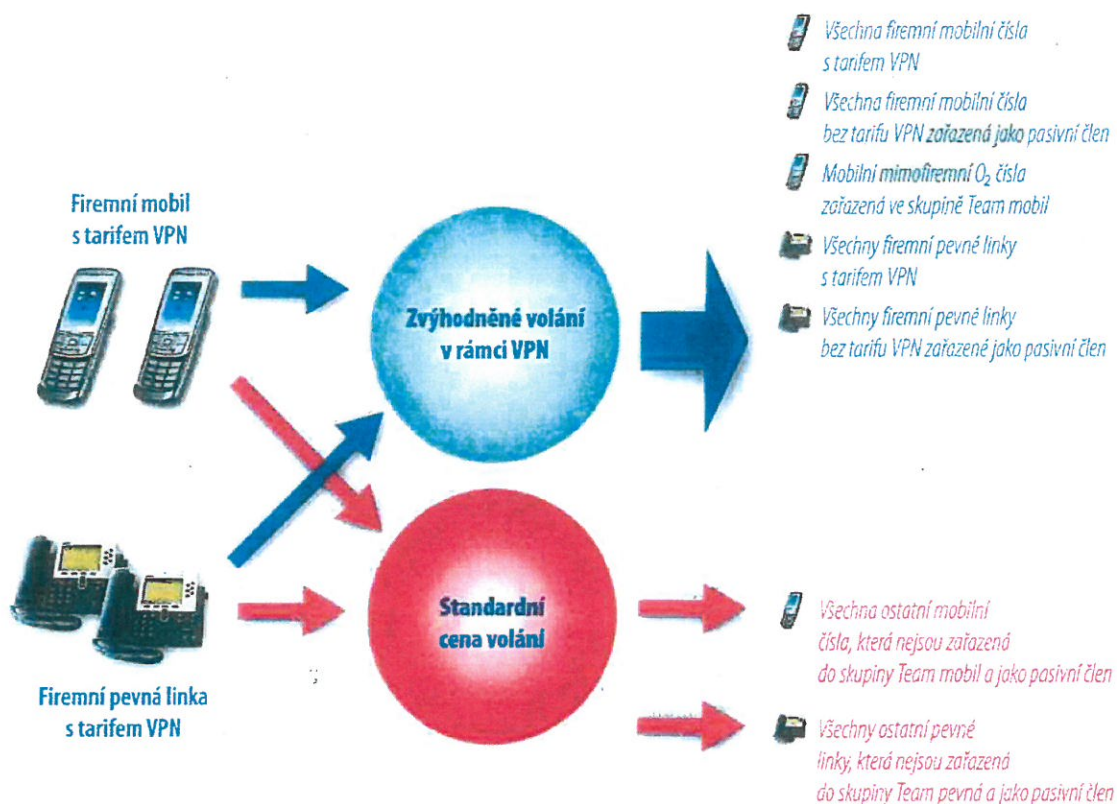 Všechna firemní mobilní čísla
s tarifem VPN
Všechna firemní mobilní čísla
bez tarifu VPN zařazená jako pasivní člen
Mobilní mimofiremní O₂ čísla
zařazená ve skupině Team mobil
Všechny firemní pevné linky
s tarifem VPN
Všechny firemní pevné linky
bez tarifu VPN zařazené jako pasivní člen
Firemní mobil
s tarifem VPN
Zvýhodněné volání
v rámci VPN
Standardní
cena volání
Firemní pevná linka
s tarifem VPN
Všechna ostatní mobilní
čísla, která nejsou zařazená
do skupiny Team mobil a jako pasivní člen
Všechny ostatní pevné
linky, která nejsou zařazená
do skupiny Team pevná a jako pasivní člen